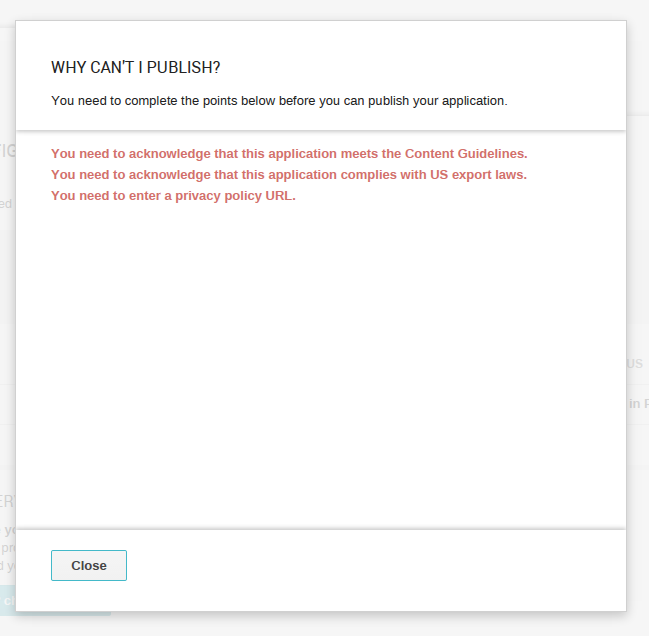 WHY CAN'T I PUBLISH?
You need to complete the points below before you can publish your application.
You need to acknowledge that this application meets the Content Guidelines.
You need to acknowledge that this application complies with US export laws.
You need to enter a privacy policy URL.
US
in
Close